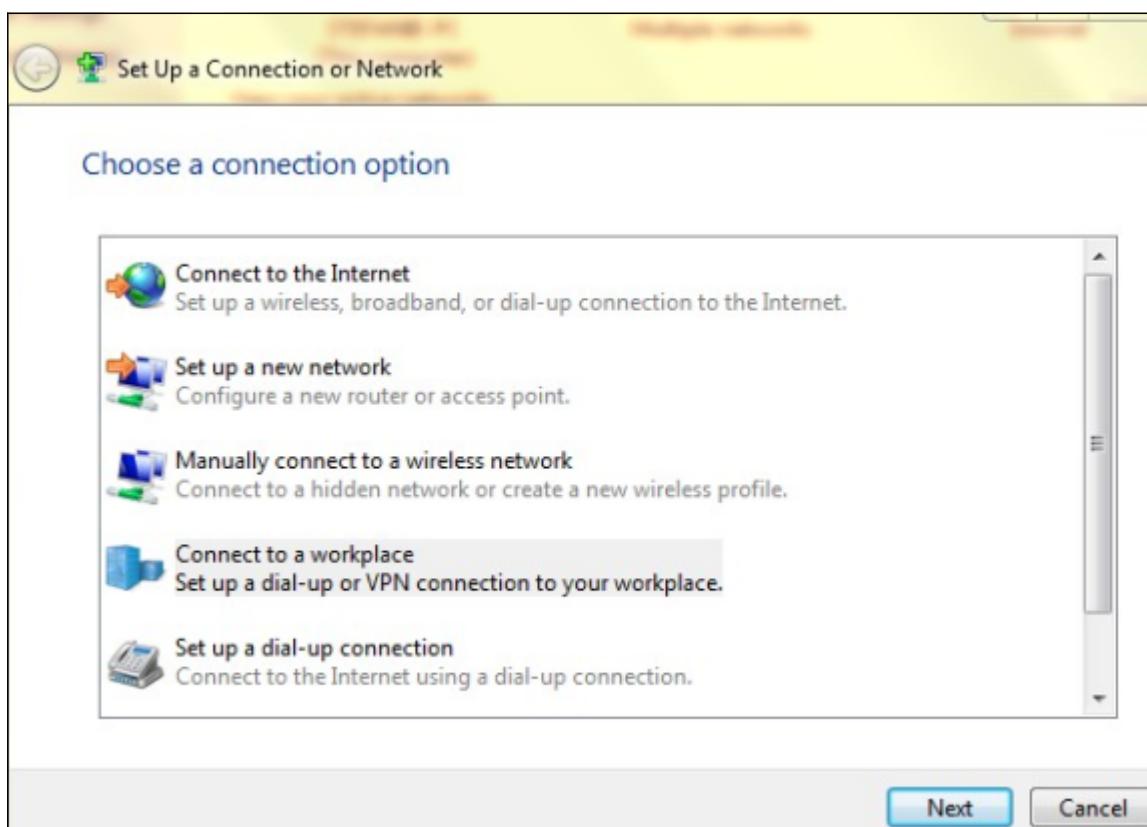 Set Up a Connection or Network
Choose a connection option
Connect to the Internet
Set up a wireless, broadband, or dial-up connection to the Internet.
Set up a new network
Configure a new router or access point.
Manually connect to a wireless network
Connect to a hidden network or create a new wireless profile.
Connect to a workplace
Set up a dial-up or VPN connection to your workplace.
Set up a dial-up connection
Connect to the Internet using a dial-up connection.
Next
Cancel